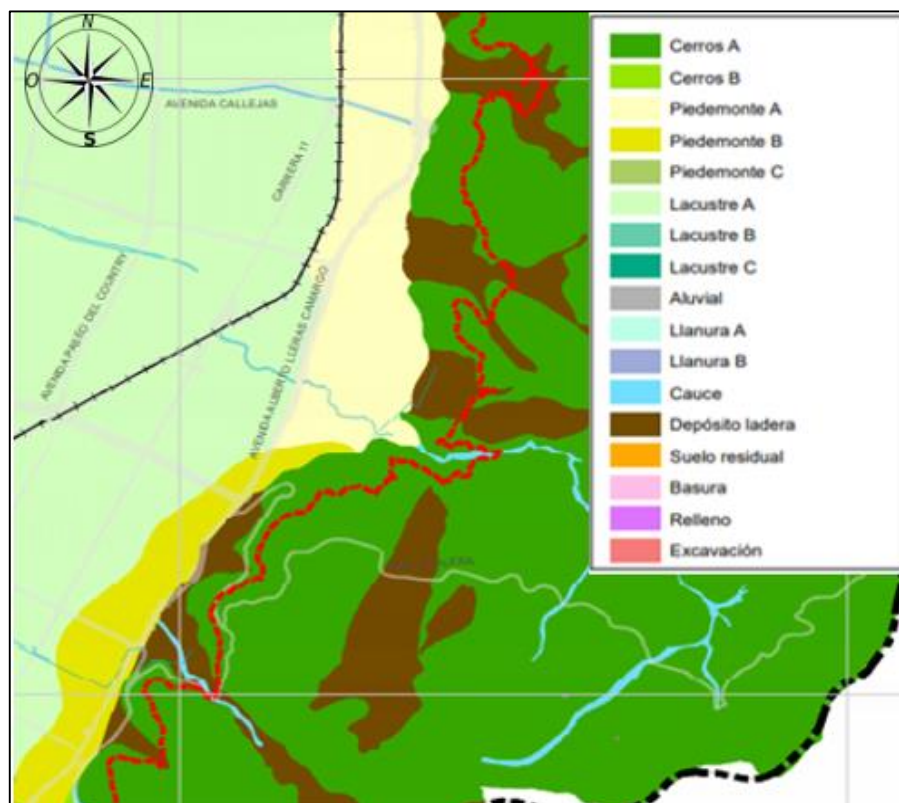 N
O
E
S
AVENIDA CALLEJAS
CARRERA 11
AVENIDA PASEO DEL COUNTRY
AVENIDA ALBERTO LLERAS CAMARGO
Cerros A
Cerros B
Piedemonte A
Piedemonte B
Piedemonte C
Lacustre A
Lacustre B
Lacustre C
Aluvial
Llanura A
Llanura B
Cauce
Depósito ladera
Suelo residual
Basura
Relleno
Excavación